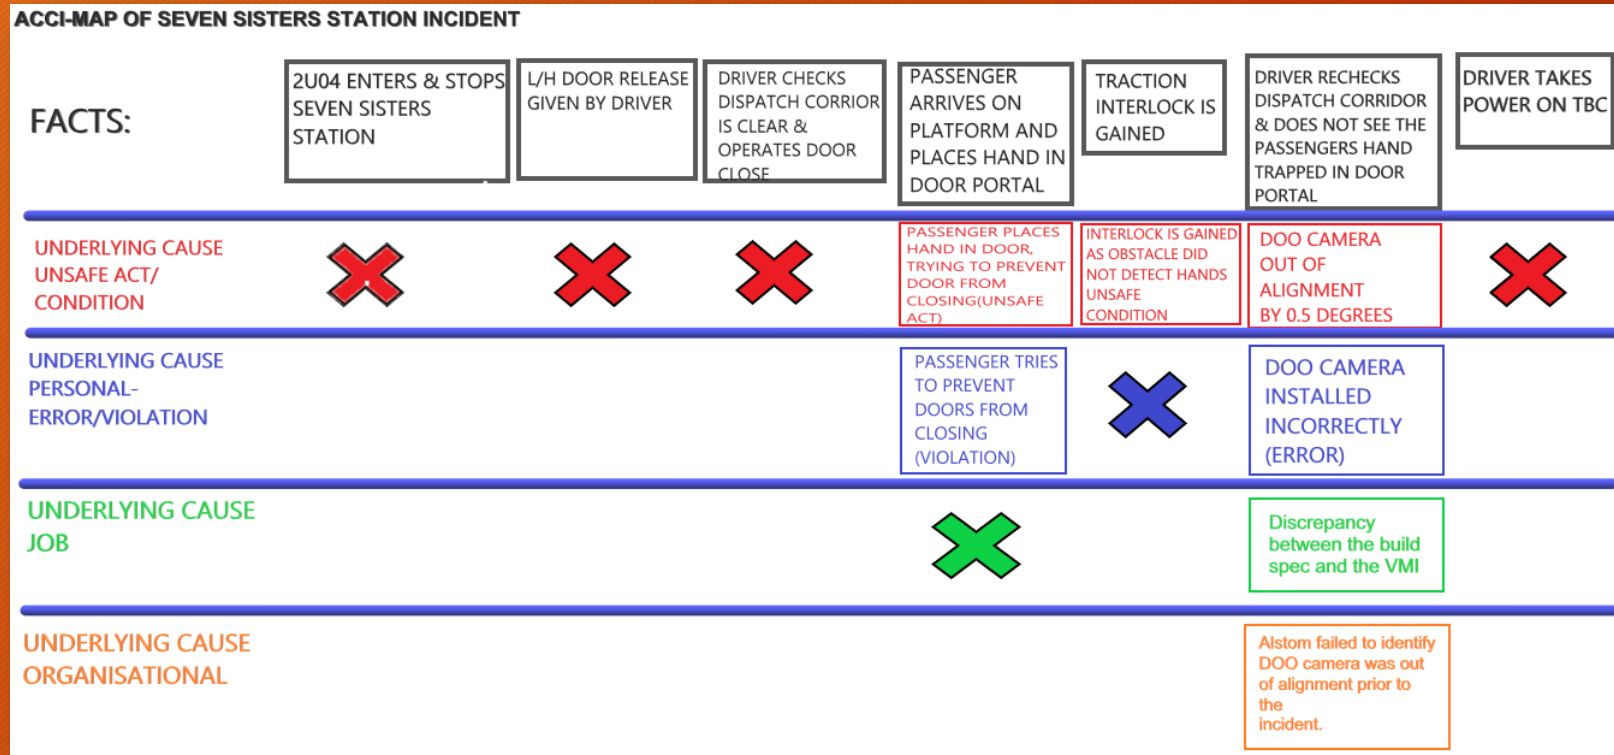 ACCI-MAP OF SEVEN SISTERS STATION INCIDENT
FACTS:
2U04 ENTERS & STOPS
SEVEN SISTERS
STATION
L/H DOOR RELEASE
GIVEN BY DRIVER
DRIVER CHECKS
DISPATCH CORRIOR
IS CLEAR &
OPERATES DOOR
CLOSE
PASSENGER
ARRIVES ON
PLATFORM AND
PLACES HAND IN
DOOR PORTAL
TRACTION
INTERLOCK IS
GAINED
DRIVER RECHECKS
DISPATCH CORRIDOR
& DOES NOT SEE THE
PASSENGERS HAND
TRAPPED IN DOOR
PORTAL
DRIVER TAKES
POWER ON TBC
UNDERLYING CAUSE
UNSAFE ACT/
CONDITION
PASSENGER PLACES
HAND IN DOOR,
TRYING TO PREVENT
DOOR FROM
CLOSING(UNSAFE
ACT)
INTERLOCK IS GAINED
AS OBSTACLE DID
NOT DETECT HANDS
UNSAFE
CONDITION
DOO CAMERA
OUT OF
ALIGNMENT
BY 0.5 DEGREES
UNDERLYING CAUSE
PERSONAL-
ERROR/VIOLATION
PASSENGER TRIES
TO PREVENT
DOORS FROM
CLOSING
(VIOLATION)
DOO CAMERA
INSTALLED
INCORRECTLY
(ERROR)
UNDERLYING CAUSE
JOB
Discrepancy
between the build
spec and the VMI
UNDERLYING CAUSE
ORGANISATIONAL
Alstom failed to identify
DOO camera was out
of alignment prior to
the
incident.